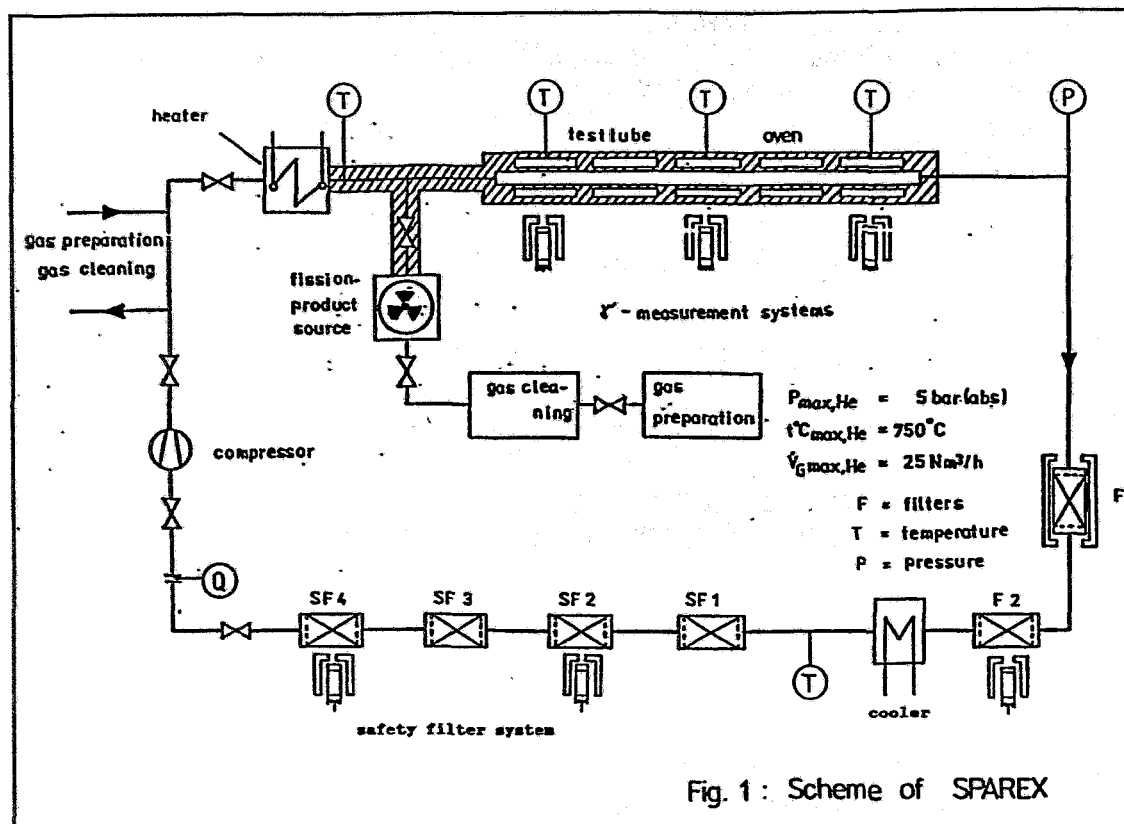 T
T
T
T
P
heater
testtube
oven
gas preparation
gas cleaning
fission-
product
source
γ - measurement systems
gas clea-
ning
gas
preparation
P max,He = 5 bar (abs)
t°C max,He = 750°C
V̇G max,He = 25 Nm³/h
compressor
F = filters
T = temperature
P = pressure
F
Q
SF 4
SF 3
SF 2
SF 1
F 2
T
cooler
safety filter system
Fig. 1 : Scheme of SPAREX